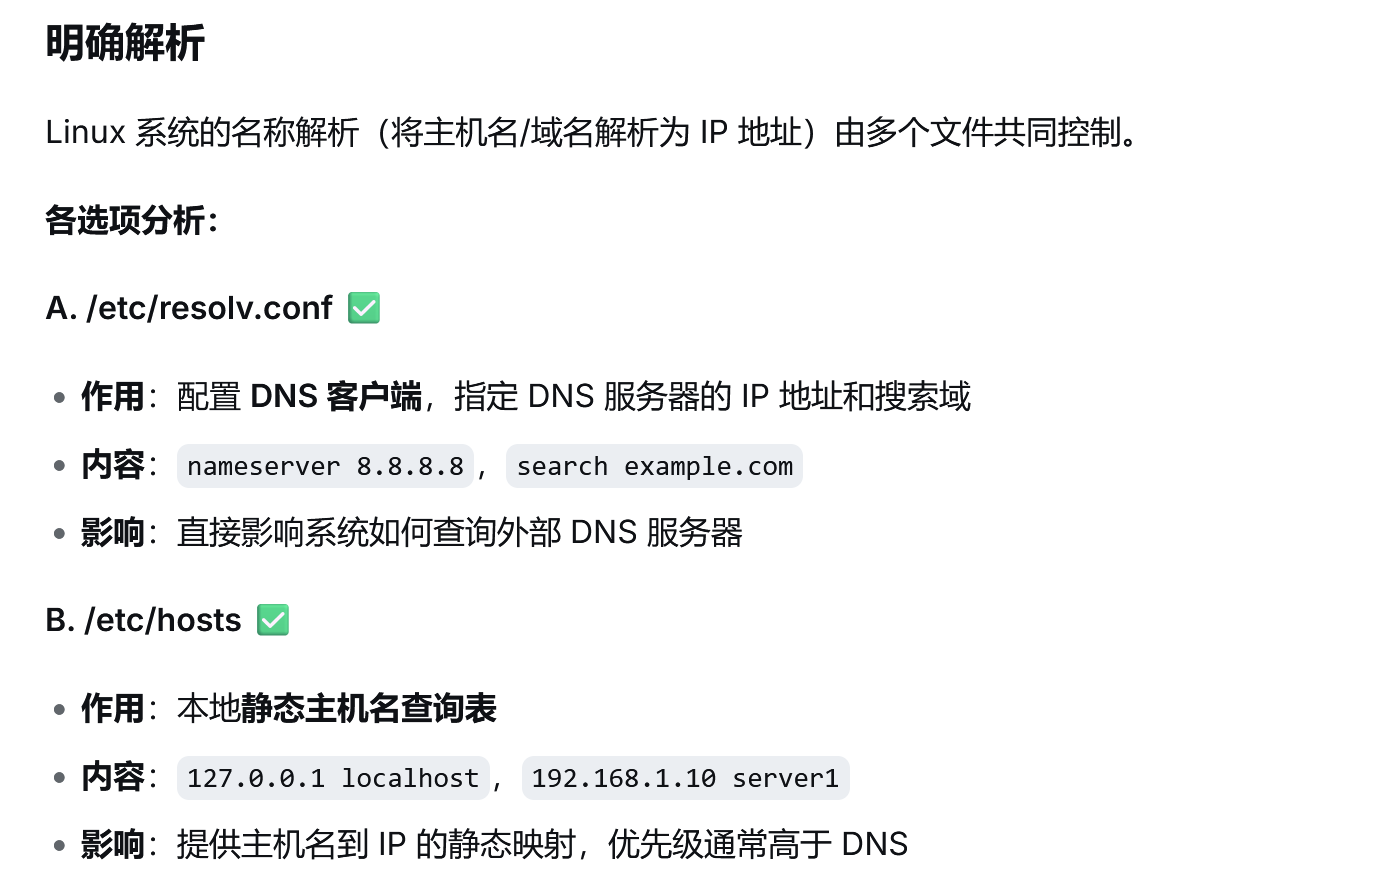 明确解析
Linux 系统的名称解析（将主机名/域名解析为 IP 地址）由多个文件共同控制。
各选项分析：
A. /etc/resolv.conf ✅
• 作用：配置 DNS 客户端，指定 DNS 服务器的 IP 地址和搜索域
• 内容：nameserver 8.8.8.8，search example.com
• 影响：直接影响系统如何查询外部 DNS 服务器
B. /etc/hosts ✅
• 作用：本地静态主机名查询表
• 内容：127.0.0.1 localhost，192.168.1.10 server1
• 影响：提供主机名到 IP 的静态映射，优先级通常高于 DNS